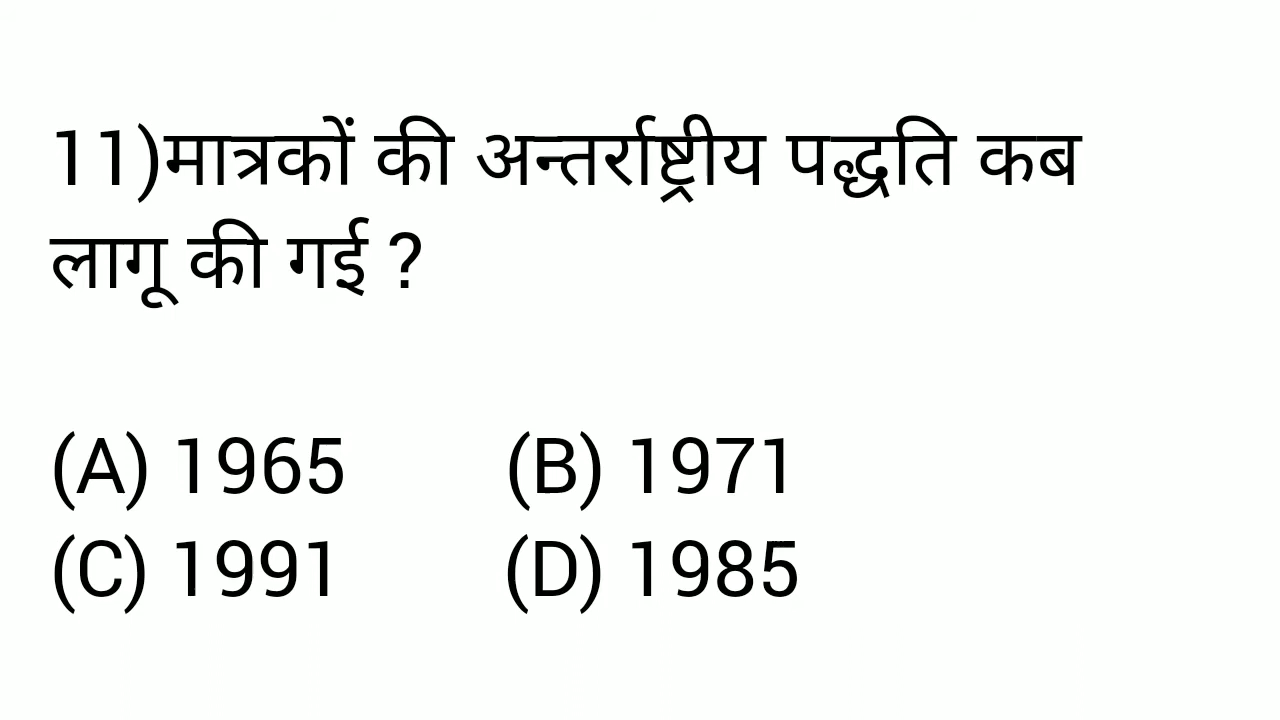 11)मात्रकों की अन्तर्राष्ट्रीय पद्धति कब
लागू की गई ?
(A) 1965 (B) 1971
(C) 1991 (D) 1985